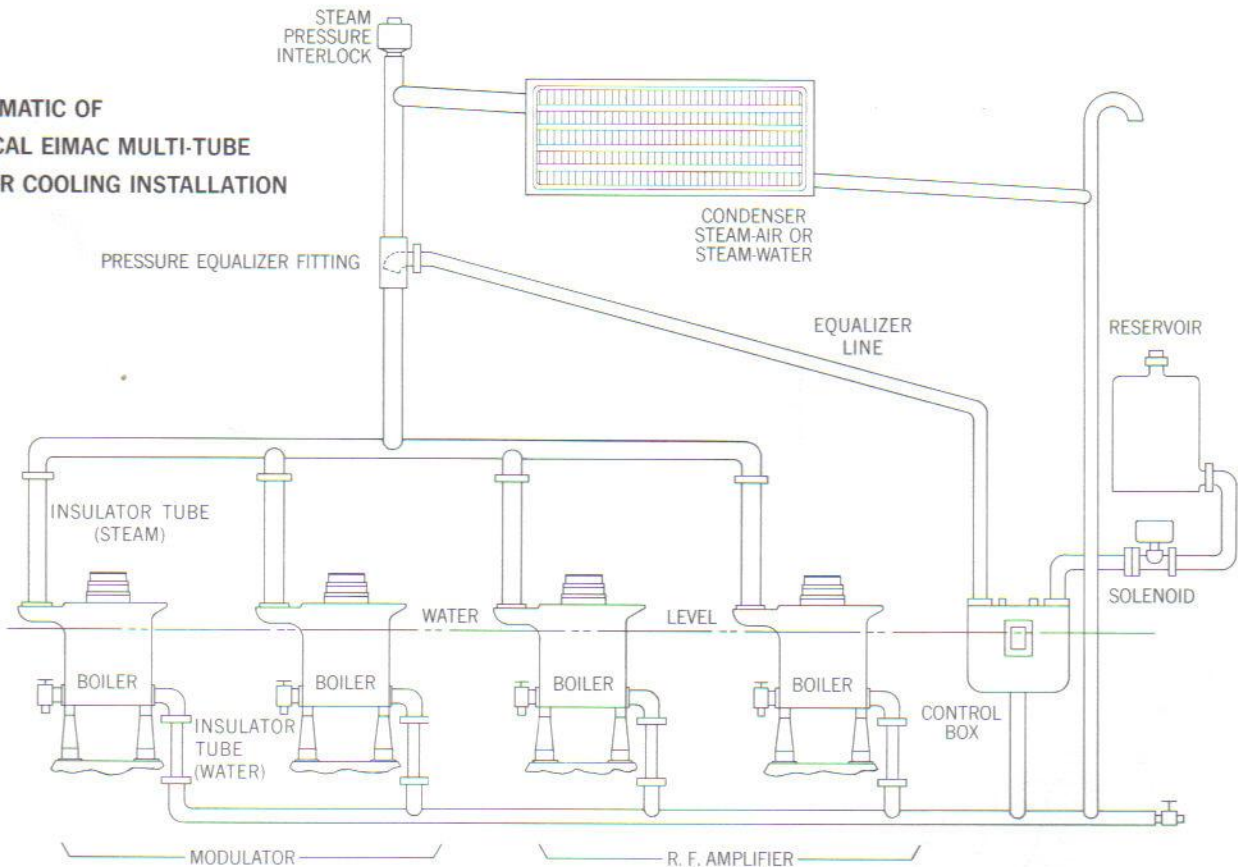 STEAM
PRESSURE
INTERLOCK
MATIC OF
CAL EIMAC MULTI-TUBE
R COOLING INSTALLATION
CONDENSER
STEAM-AIR OR
STEAM-WATER
PRESSURE EQUALIZER FITTING
EQUALIZER
LINE
RESERVOIR
INSULATOR TUBE
(STEAM)
SOLENOID
WATER
LEVEL
BOILER
BOILER
BOILER
BOILER
INSULATOR
TUBE
(WATER)
CONTROL
BOX
MODULATOR
R. F. AMPLIFIER